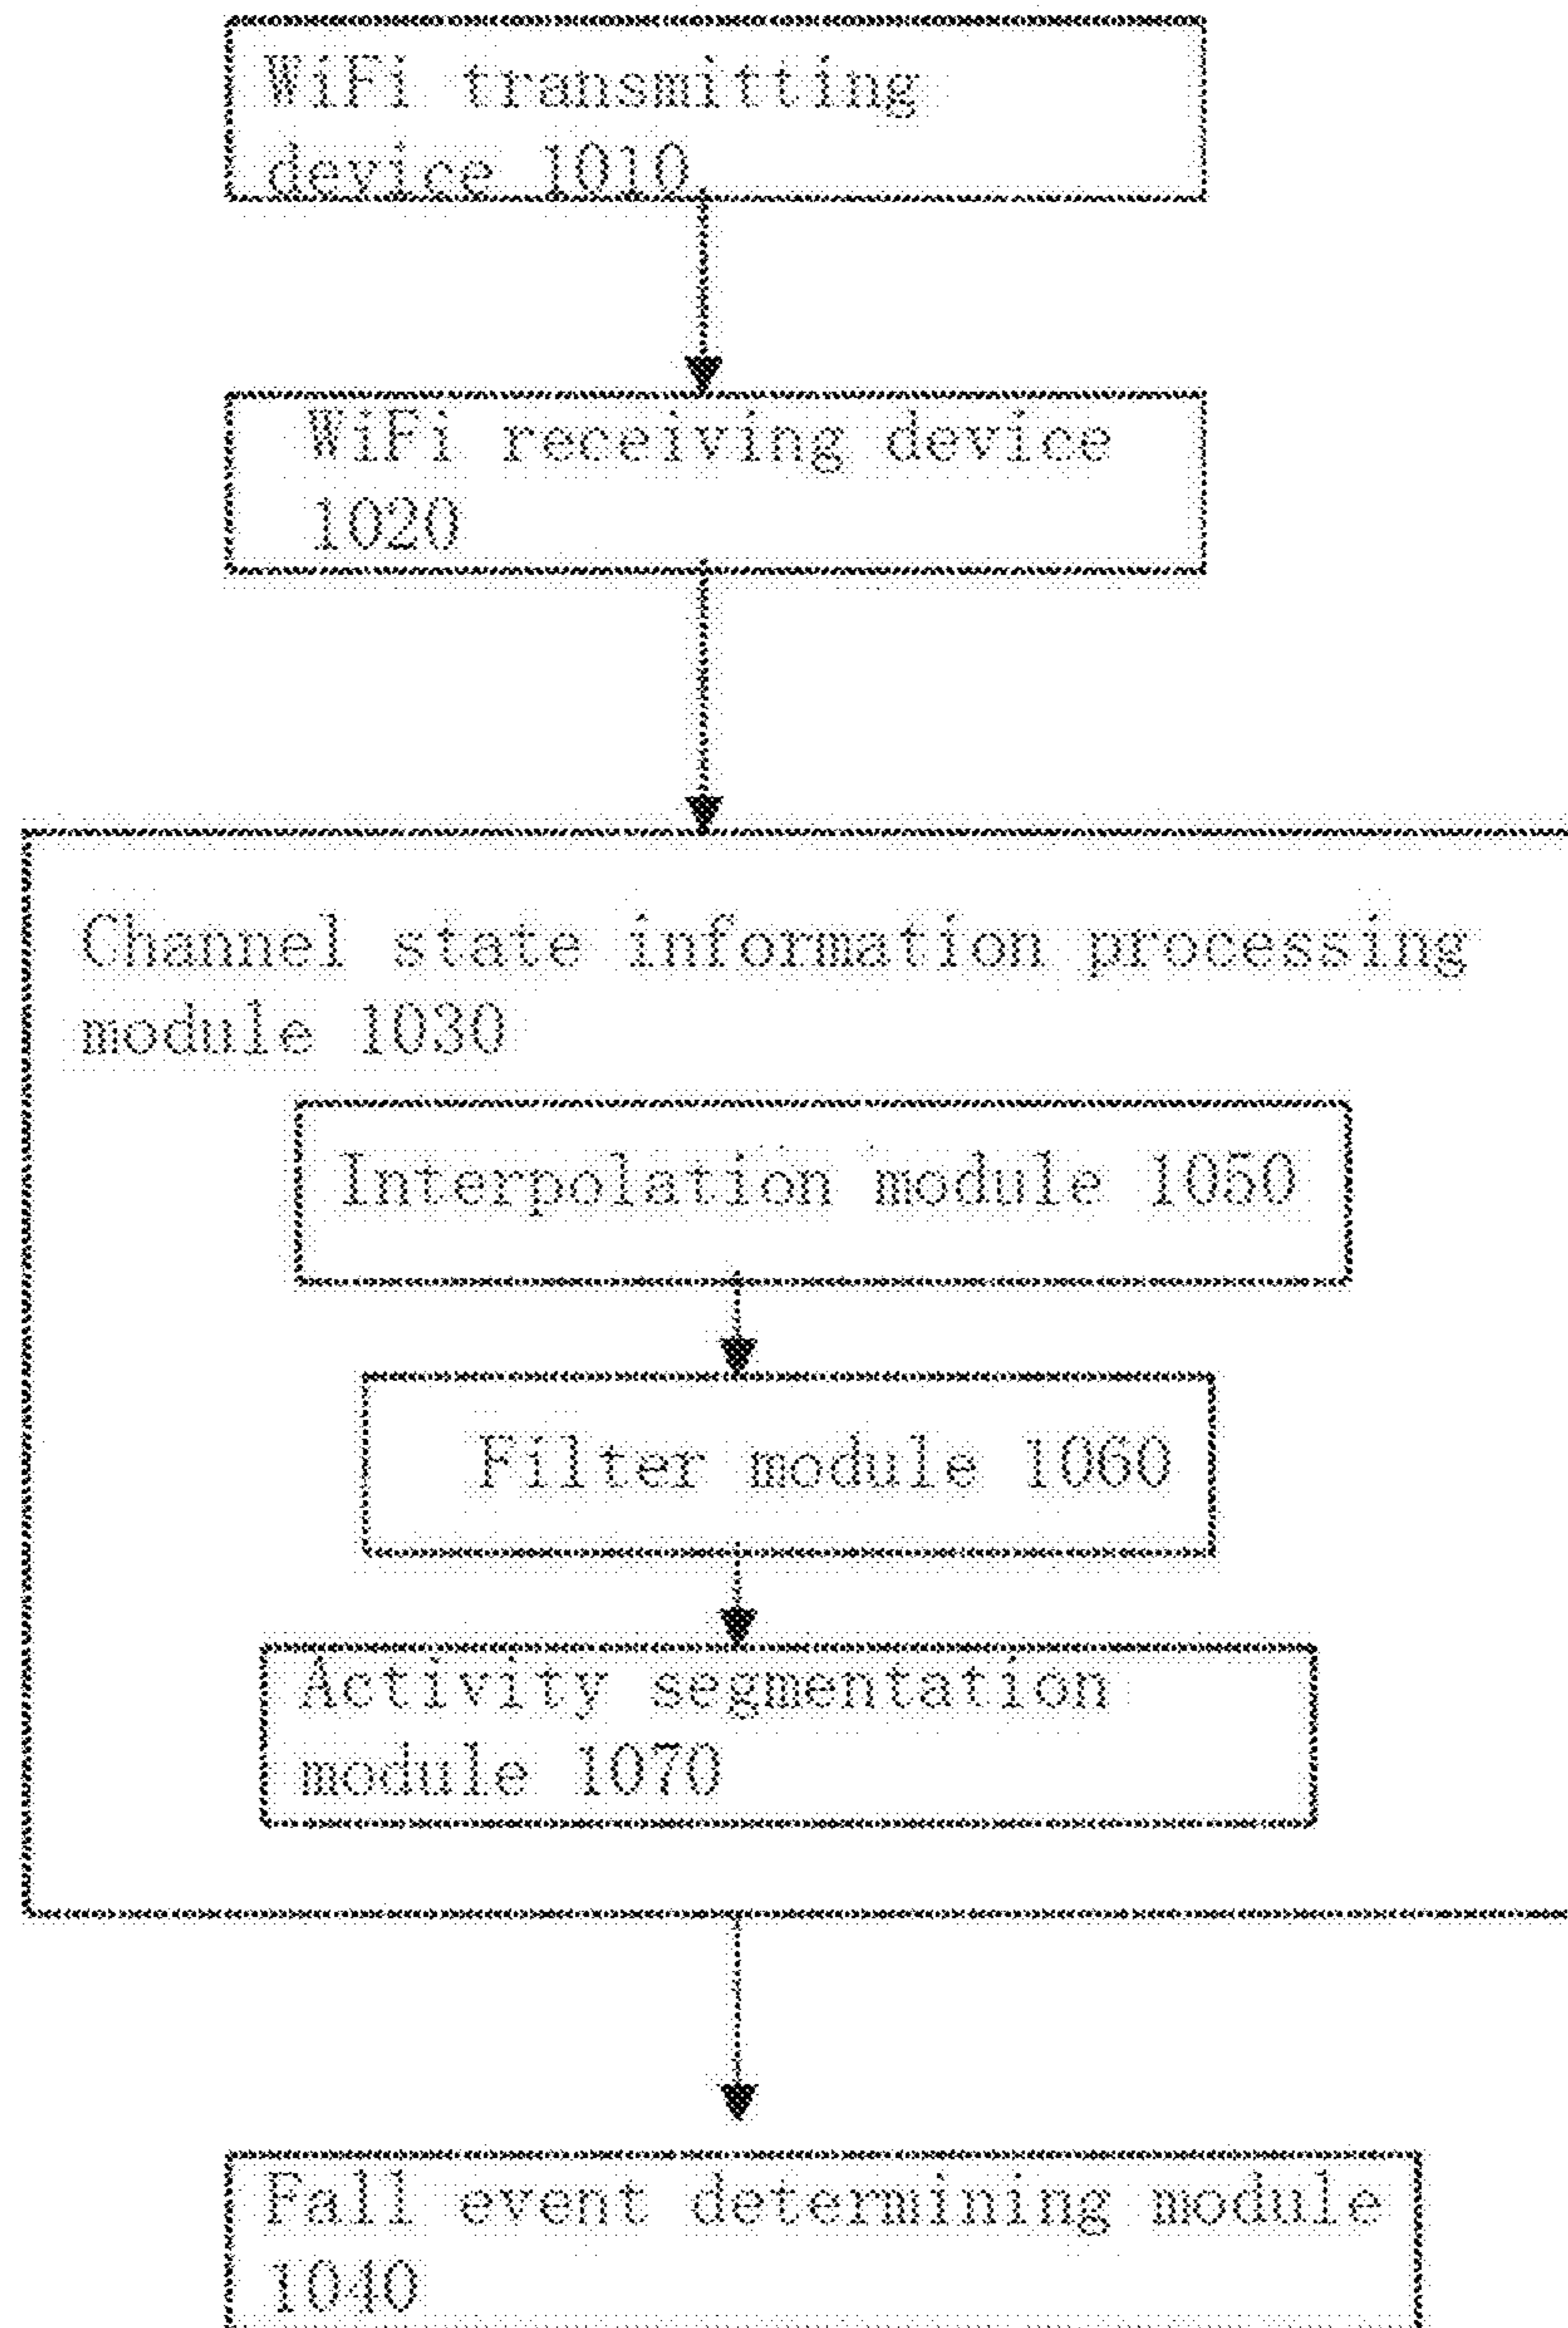 WiFi transmitting
device 1010
WiFi receiving device
1020
Channel state information processing
module 1030
Interpolation module 1050
Filter module 1060
Activity segmentation
module 1070
Fall event determining module
1040